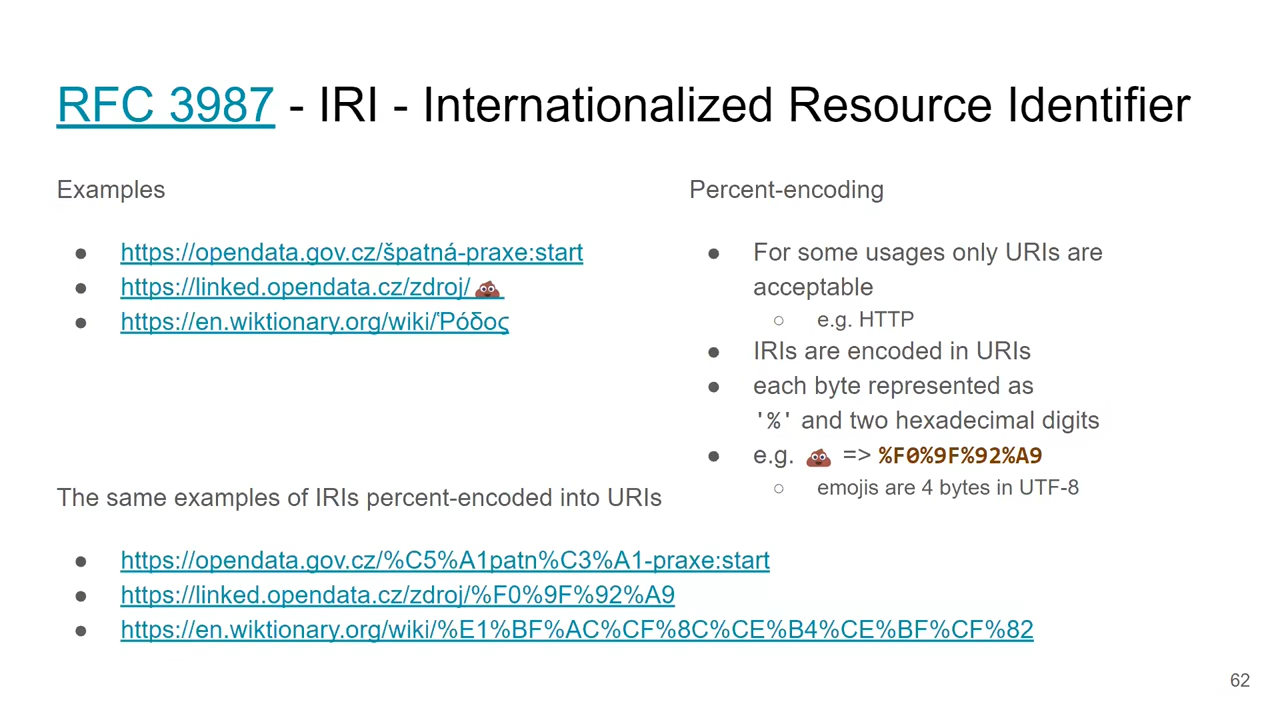 RFC 3987 - IRI - Internationalized Resource Identifier
Examples
● https://opendata.gov.cz/špatná-praxe:start
● https://linked.opendata.cz/zdroj/💩
● https://en.wiktionary.org/wiki/Ῥόδος
Percent-encoding
● For some usages only URIs are
acceptable
○ e.g. HTTP
● IRIs are encoded in URIs
● each byte represented as
'%' and two hexadecimal digits
● e.g. 💩 => %F0%9F%92%A9
○ emojis are 4 bytes in UTF-8
The same examples of IRIs percent-encoded into URIs
● https://opendata.gov.cz/%C5%A1patn%C3%A1-praxe:start
● https://linked.opendata.cz/zdroj/%F0%9F%92%A9
● https://en.wiktionary.org/wiki/%E1%BF%AC%CF%8C%CE%B4%CE%BF%CF%82
62